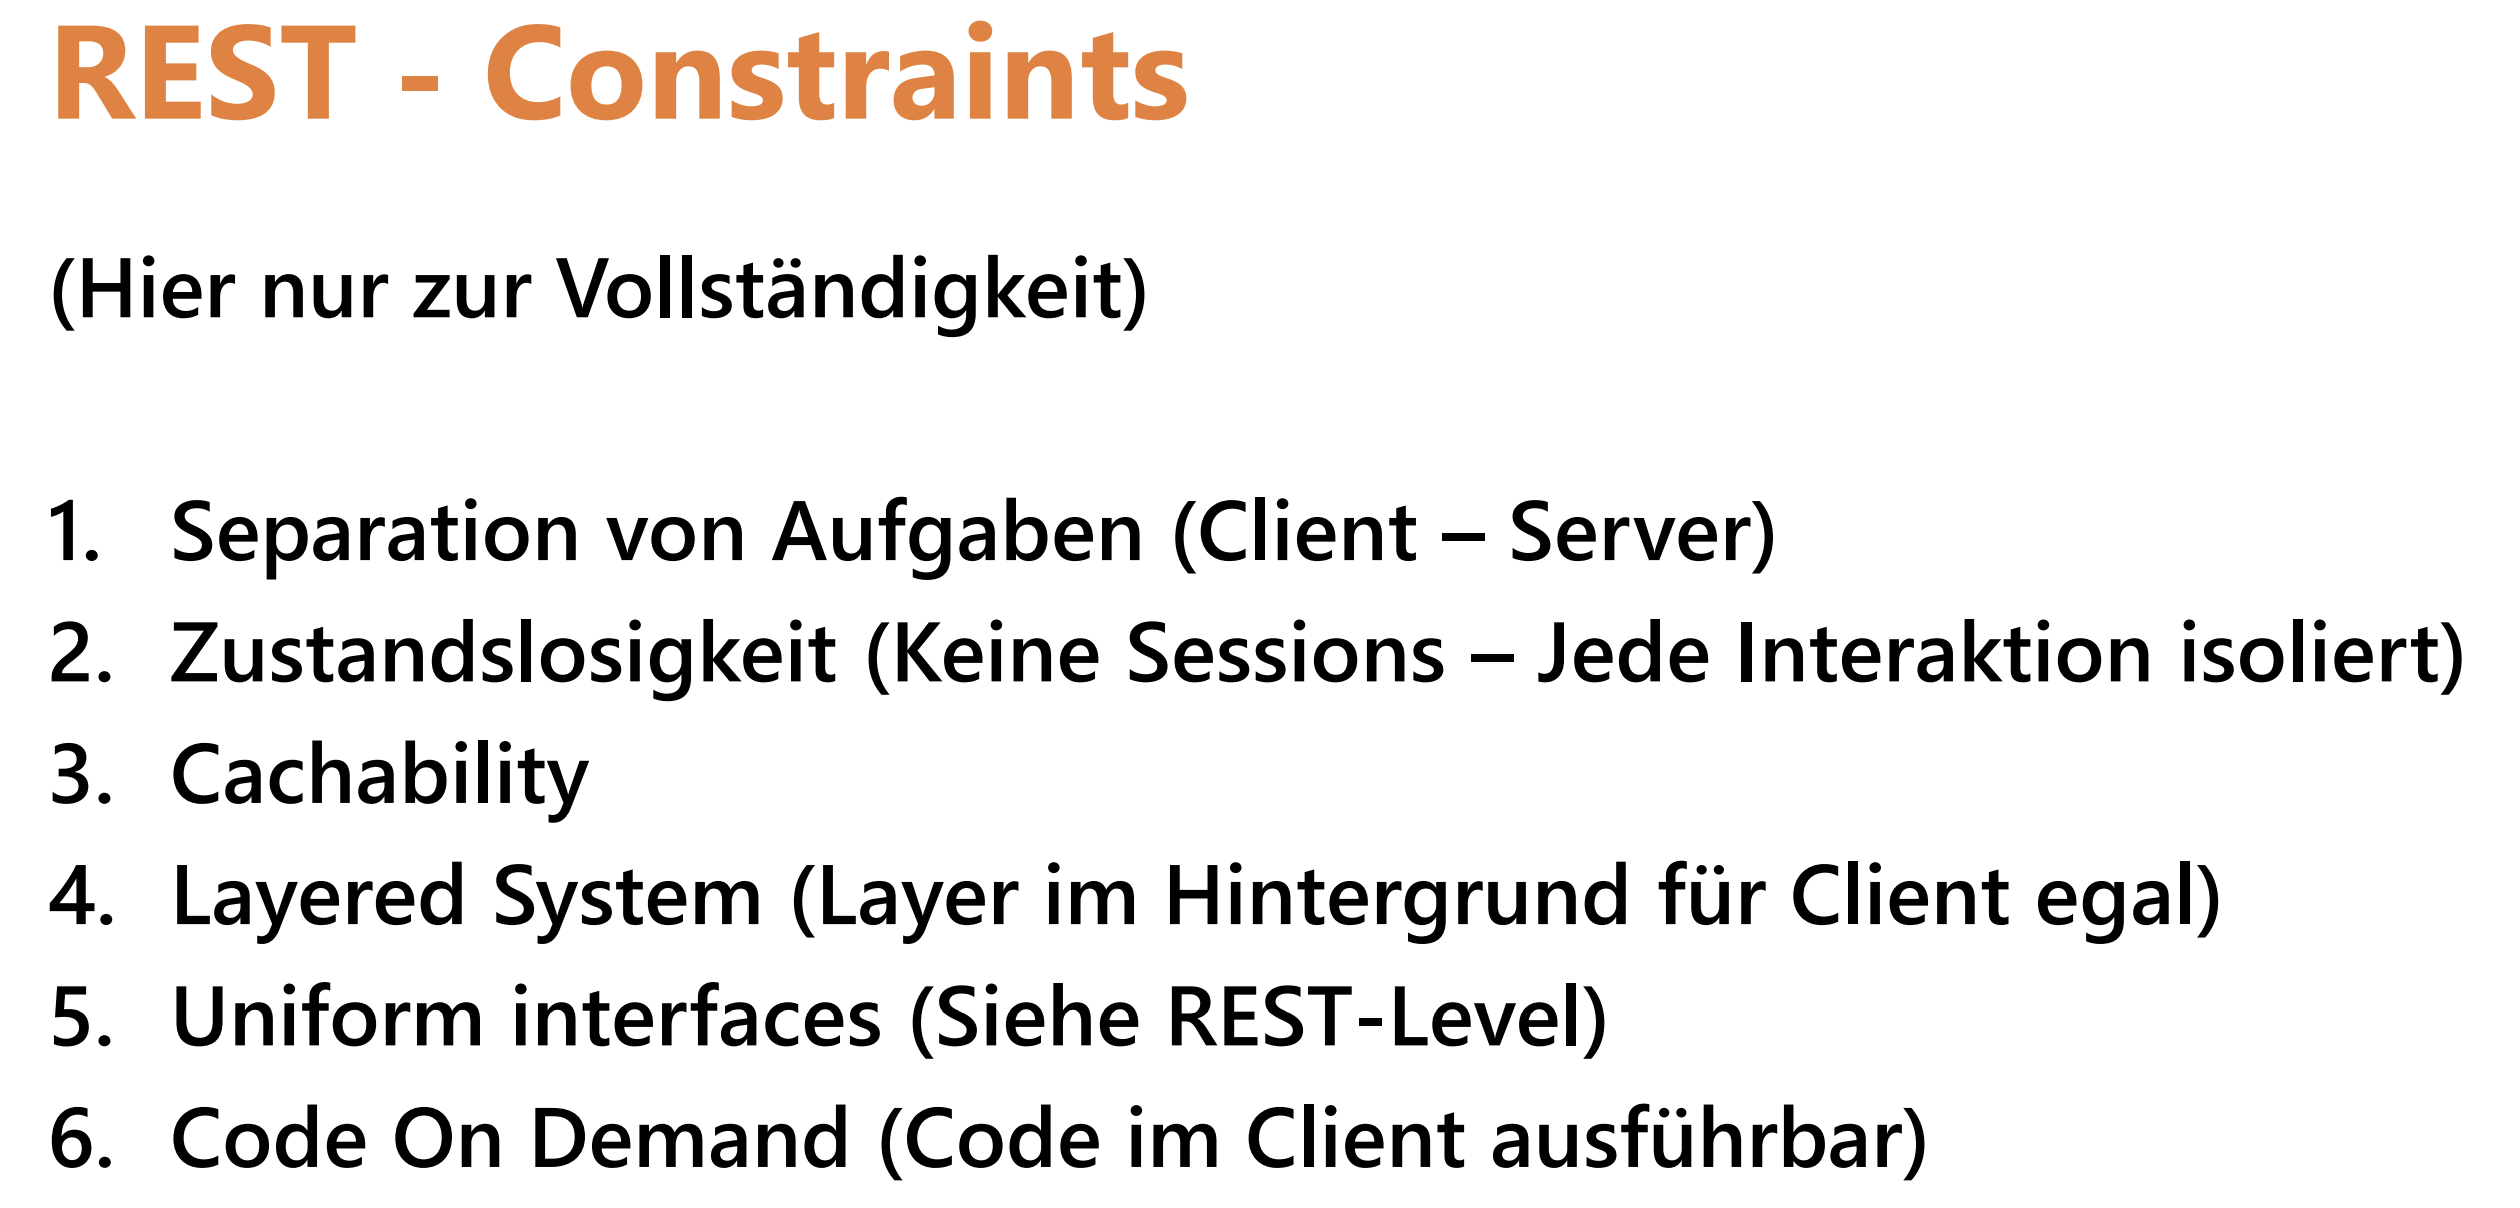 REST - Constraints
(Hier nur zur Vollständigkeit)
1. Separation von Aufgaben (Client – Server)
2. Zustandslosigkeit (Keine Sessions – Jede Interaktion isoliert)
3. Cachability
4. Layered System (Layer im Hintergrund für Client egal)
5. Uniform interfaces (Siehe REST-Level)
6. Code On Demand (Code im Client ausführbar)